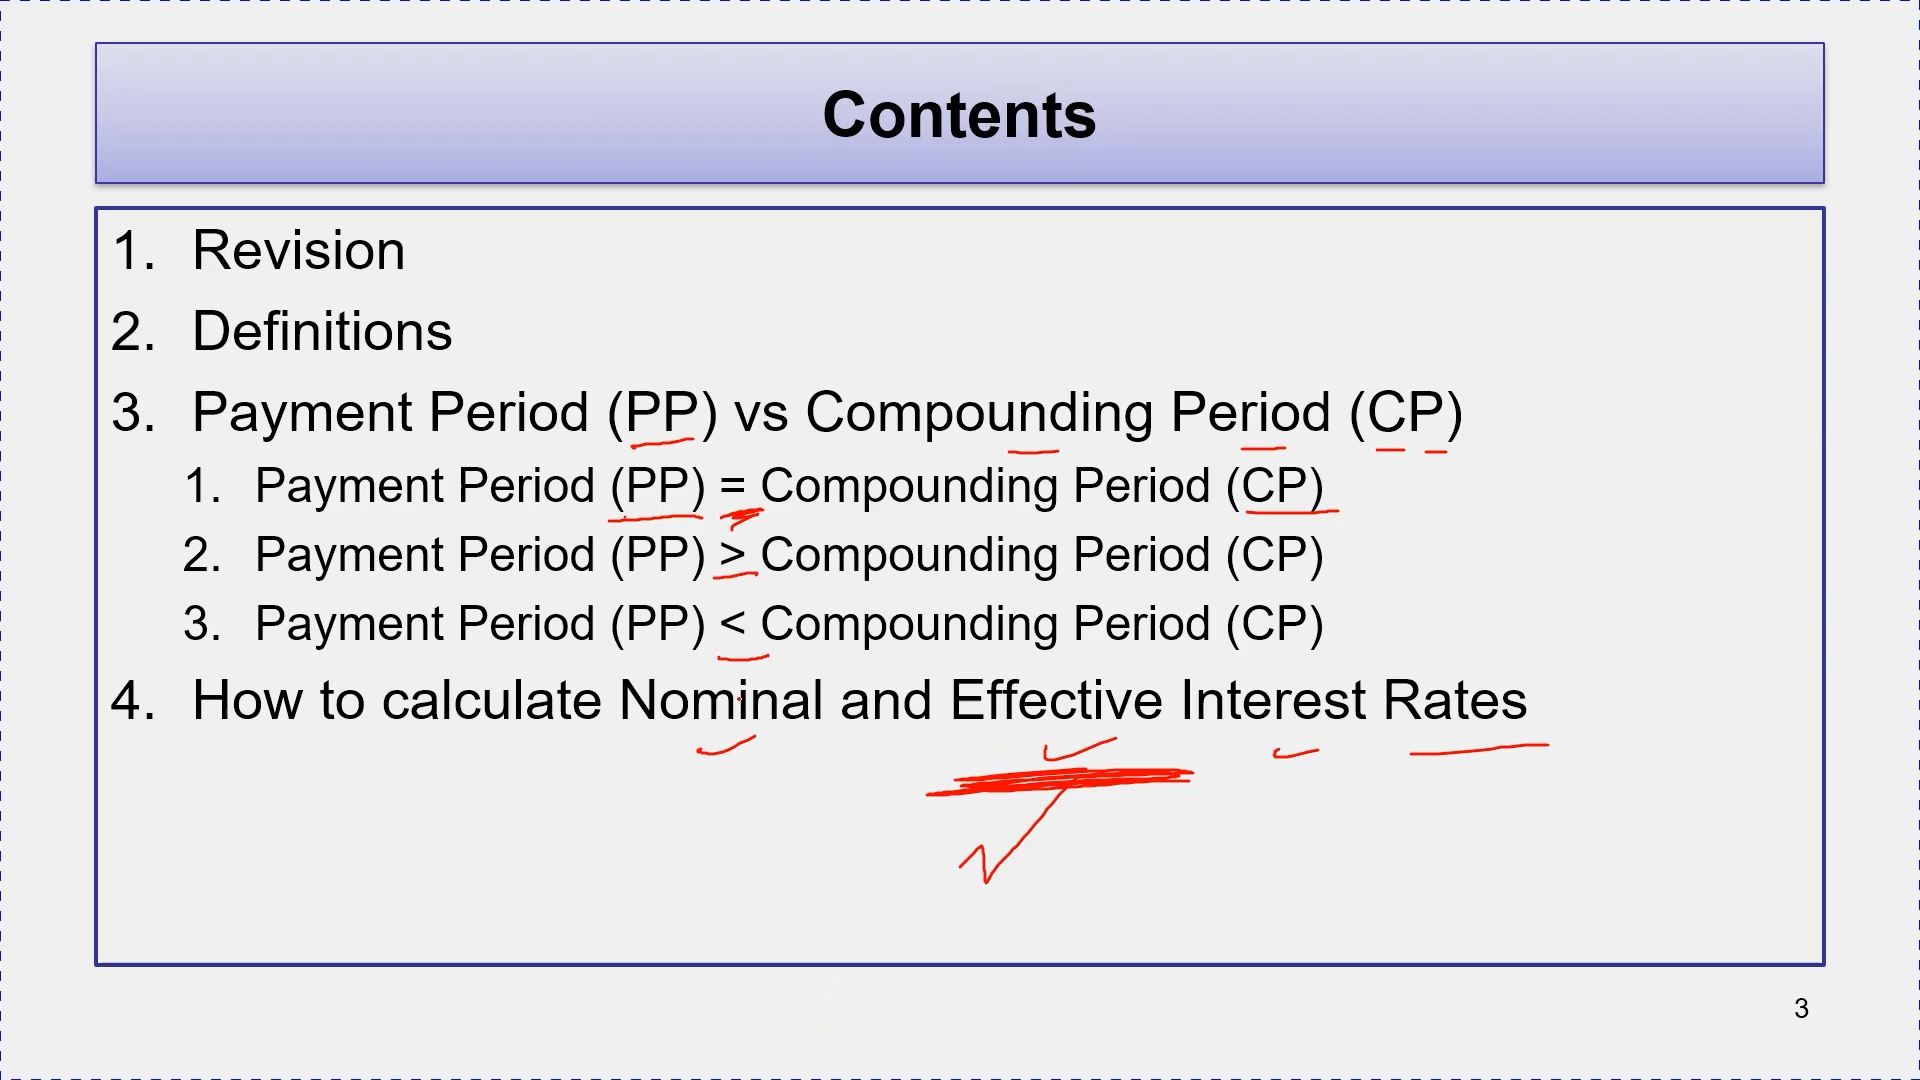 Contents
1. Revision
2. Definitions
3. Payment Period (PP) vs Compounding Period (CP)
1. Payment Period (PP) = Compounding Period (CP)
2. Payment Period (PP) > Compounding Period (CP)
3. Payment Period (PP) < Compounding Period (CP)
4. How to calculate Nominal and Effective Interest Rates
3